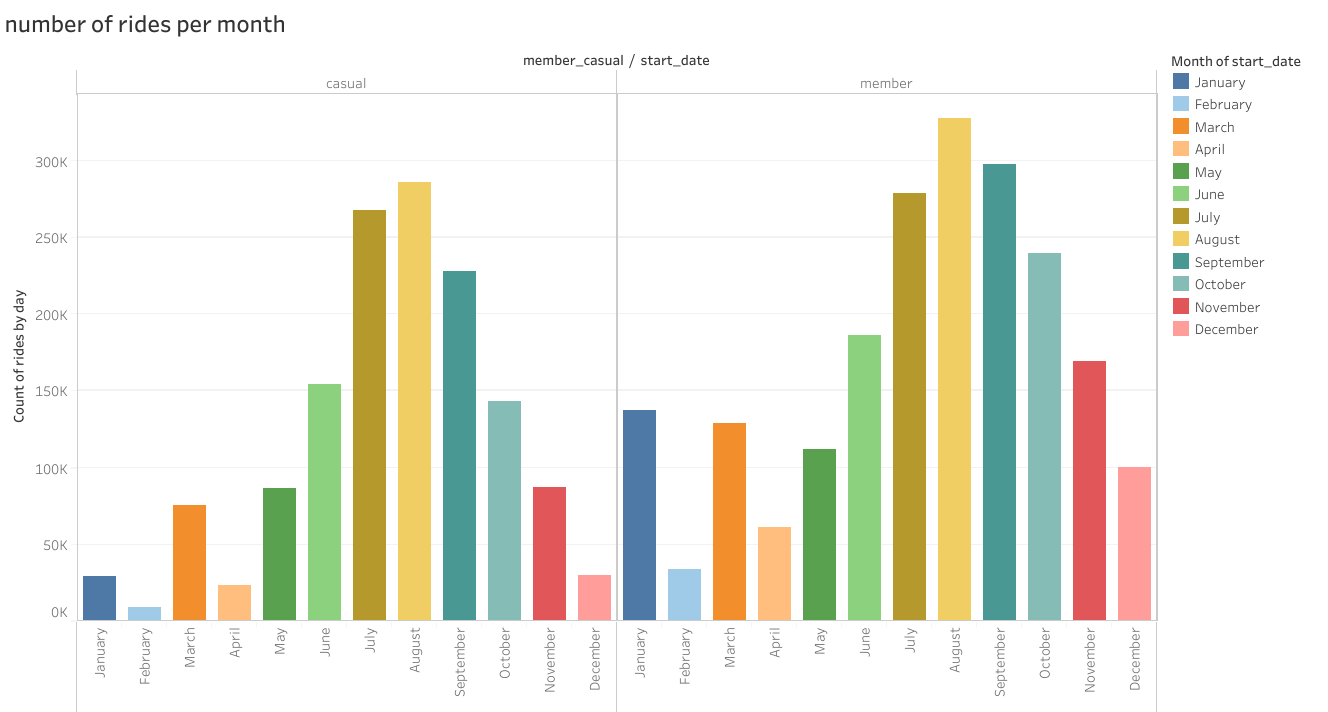 number of rides per month
member_casual / start_date
casual
member
Count of rides by day
300K
250K
200K
150K
100K
50K
0K
January
February
March
April
May
June
July
August
September
October
November
December
January
February
March
April
May
June
July
August
September
October
November
December
Month of start_date
January
February
March
April
May
June
July
August
September
October
November
December